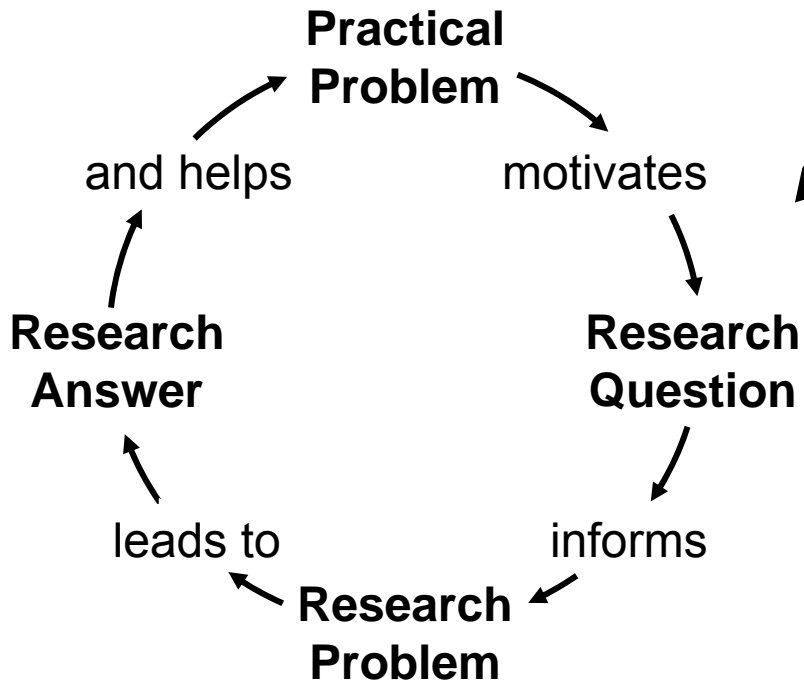 Practical
Problem
motivates
Research
Question
informs
Research
Problem
leads to
Research
Answer
and helps